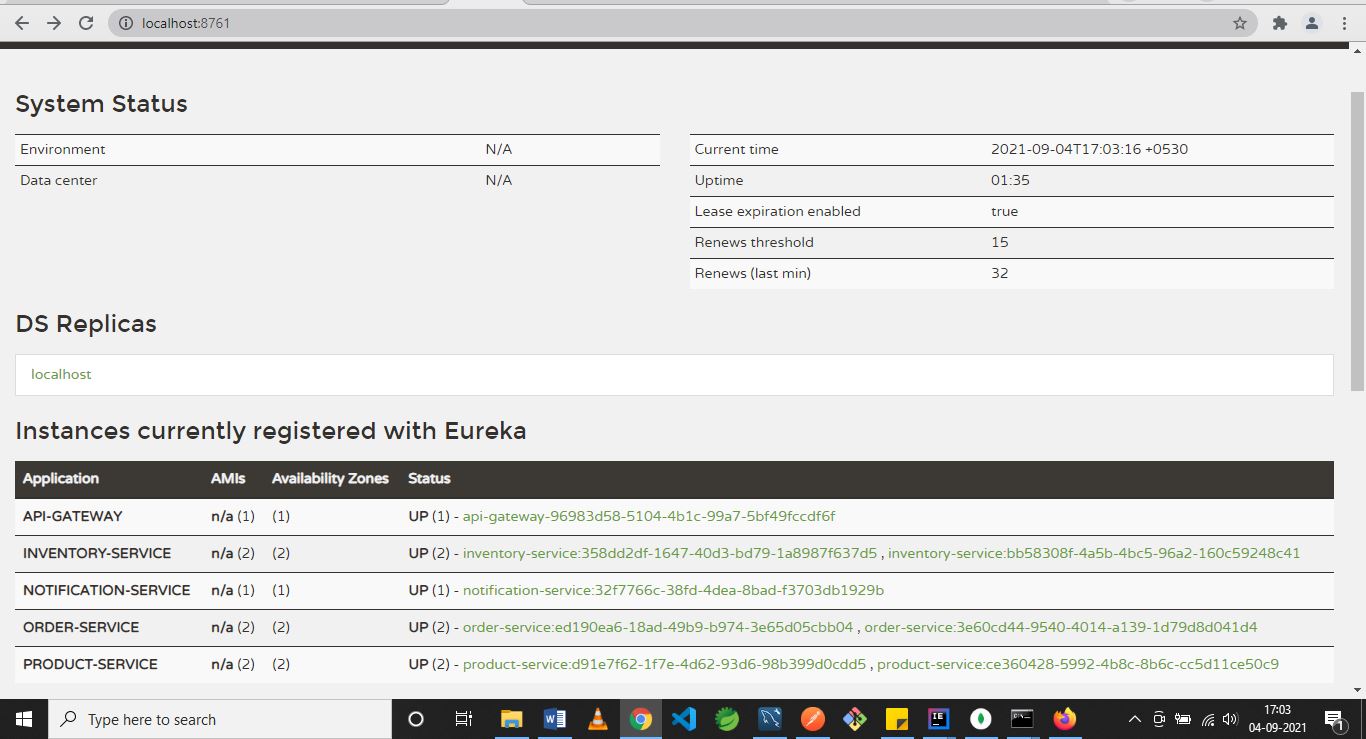 localhost:8761
System Status
Environment N/A
Data center N/A
Current time 2021-09-04T17:03:16 +0530
Uptime 01:35
Lease expiration enabled true
Renews threshold 15
Renews (last min) 32
DS Replicas
localhost
Instances currently registered with Eureka
Application AMIs Availability Zones Status
API-GATEWAY n/a (1) (1) UP (1) - api-gateway-96983d58-5104-4b1c-99a7-5bf49fccdf6f
INVENTORY-SERVICE n/a (2) (2) UP (2) - inventory-service:358dd2df-1647-40d3-bd79-1a8987f637d5 , inventory-service:bb58308f-4a5b-4bc5-96a2-160c59248c41
NOTIFICATION-SERVICE n/a (1) (1) UP (1) - notification-service:32f7766c-38fd-4dea-8bad-f3703db1929b
ORDER-SERVICE n/a (2) (2) UP (2) - order-service:ed190ea6-18ad-49b9-b974-3e65d05cbb04 , order-service:3e60cd44-9540-4014-a139-1d79d8d041d4
PRODUCT-SERVICE n/a (2) (2) UP (2) - product-service:d91e7f62-1f7e-4d62-93d6-98b399d0cdd5 , product-service:ce360428-5992-4b8c-8b6c-cc5d11ce50c9
Type here to search
17:03
04-09-2021
1